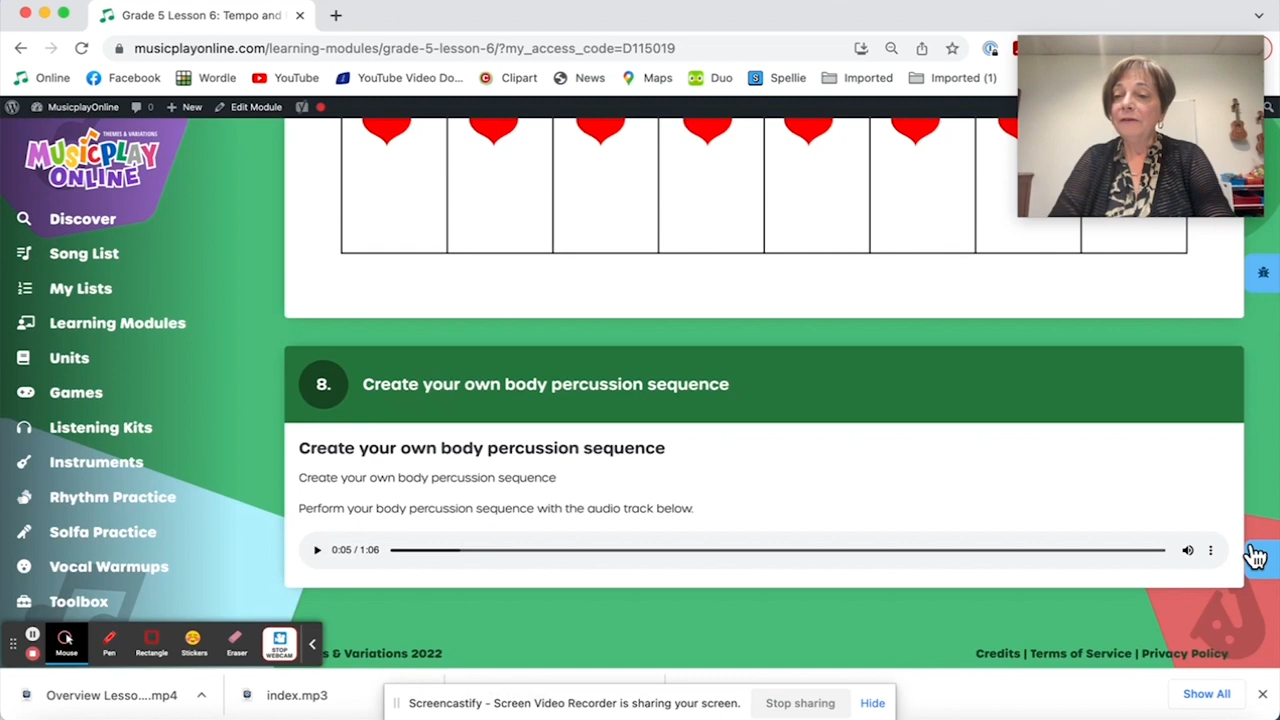 Grade 5 Lesson 6: Tempo and
musicplayonline.com/learning-modules/grade-5-lesson-6/?my_access_code=D115019
Online
Facebook
Wordle
YouTube
YouTube Video Do...
Clipart
News
Maps
Duo
Spellie
Imported
Imported (1)
MusicplayOnline
0
New
Edit Module
THEMES & VARIATIONS
MUSICPLAY
ONLINE
Discover
Song List
My Lists
Learning Modules
Units
Games
Listening Kits
Instruments
Rhythm Practice
Solfa Practice
Vocal Warmups
Toolbox
8.
Create your own body percussion sequence
Create your own body percussion sequence
Create your own body percussion sequence
Perform your body percussion sequence with the audio track below.
0:05 / 1:06
Mouse
Pen
Rectangle
Stickers
Eraser
STOP
WEBCAM
s & Variations 2022
Credits | Terms of Service | Privacy Policy
Overview Lesso....mp4
index.mp3
Screencastify - Screen Video Recorder is sharing your screen.
Stop sharing
Hide
Show All